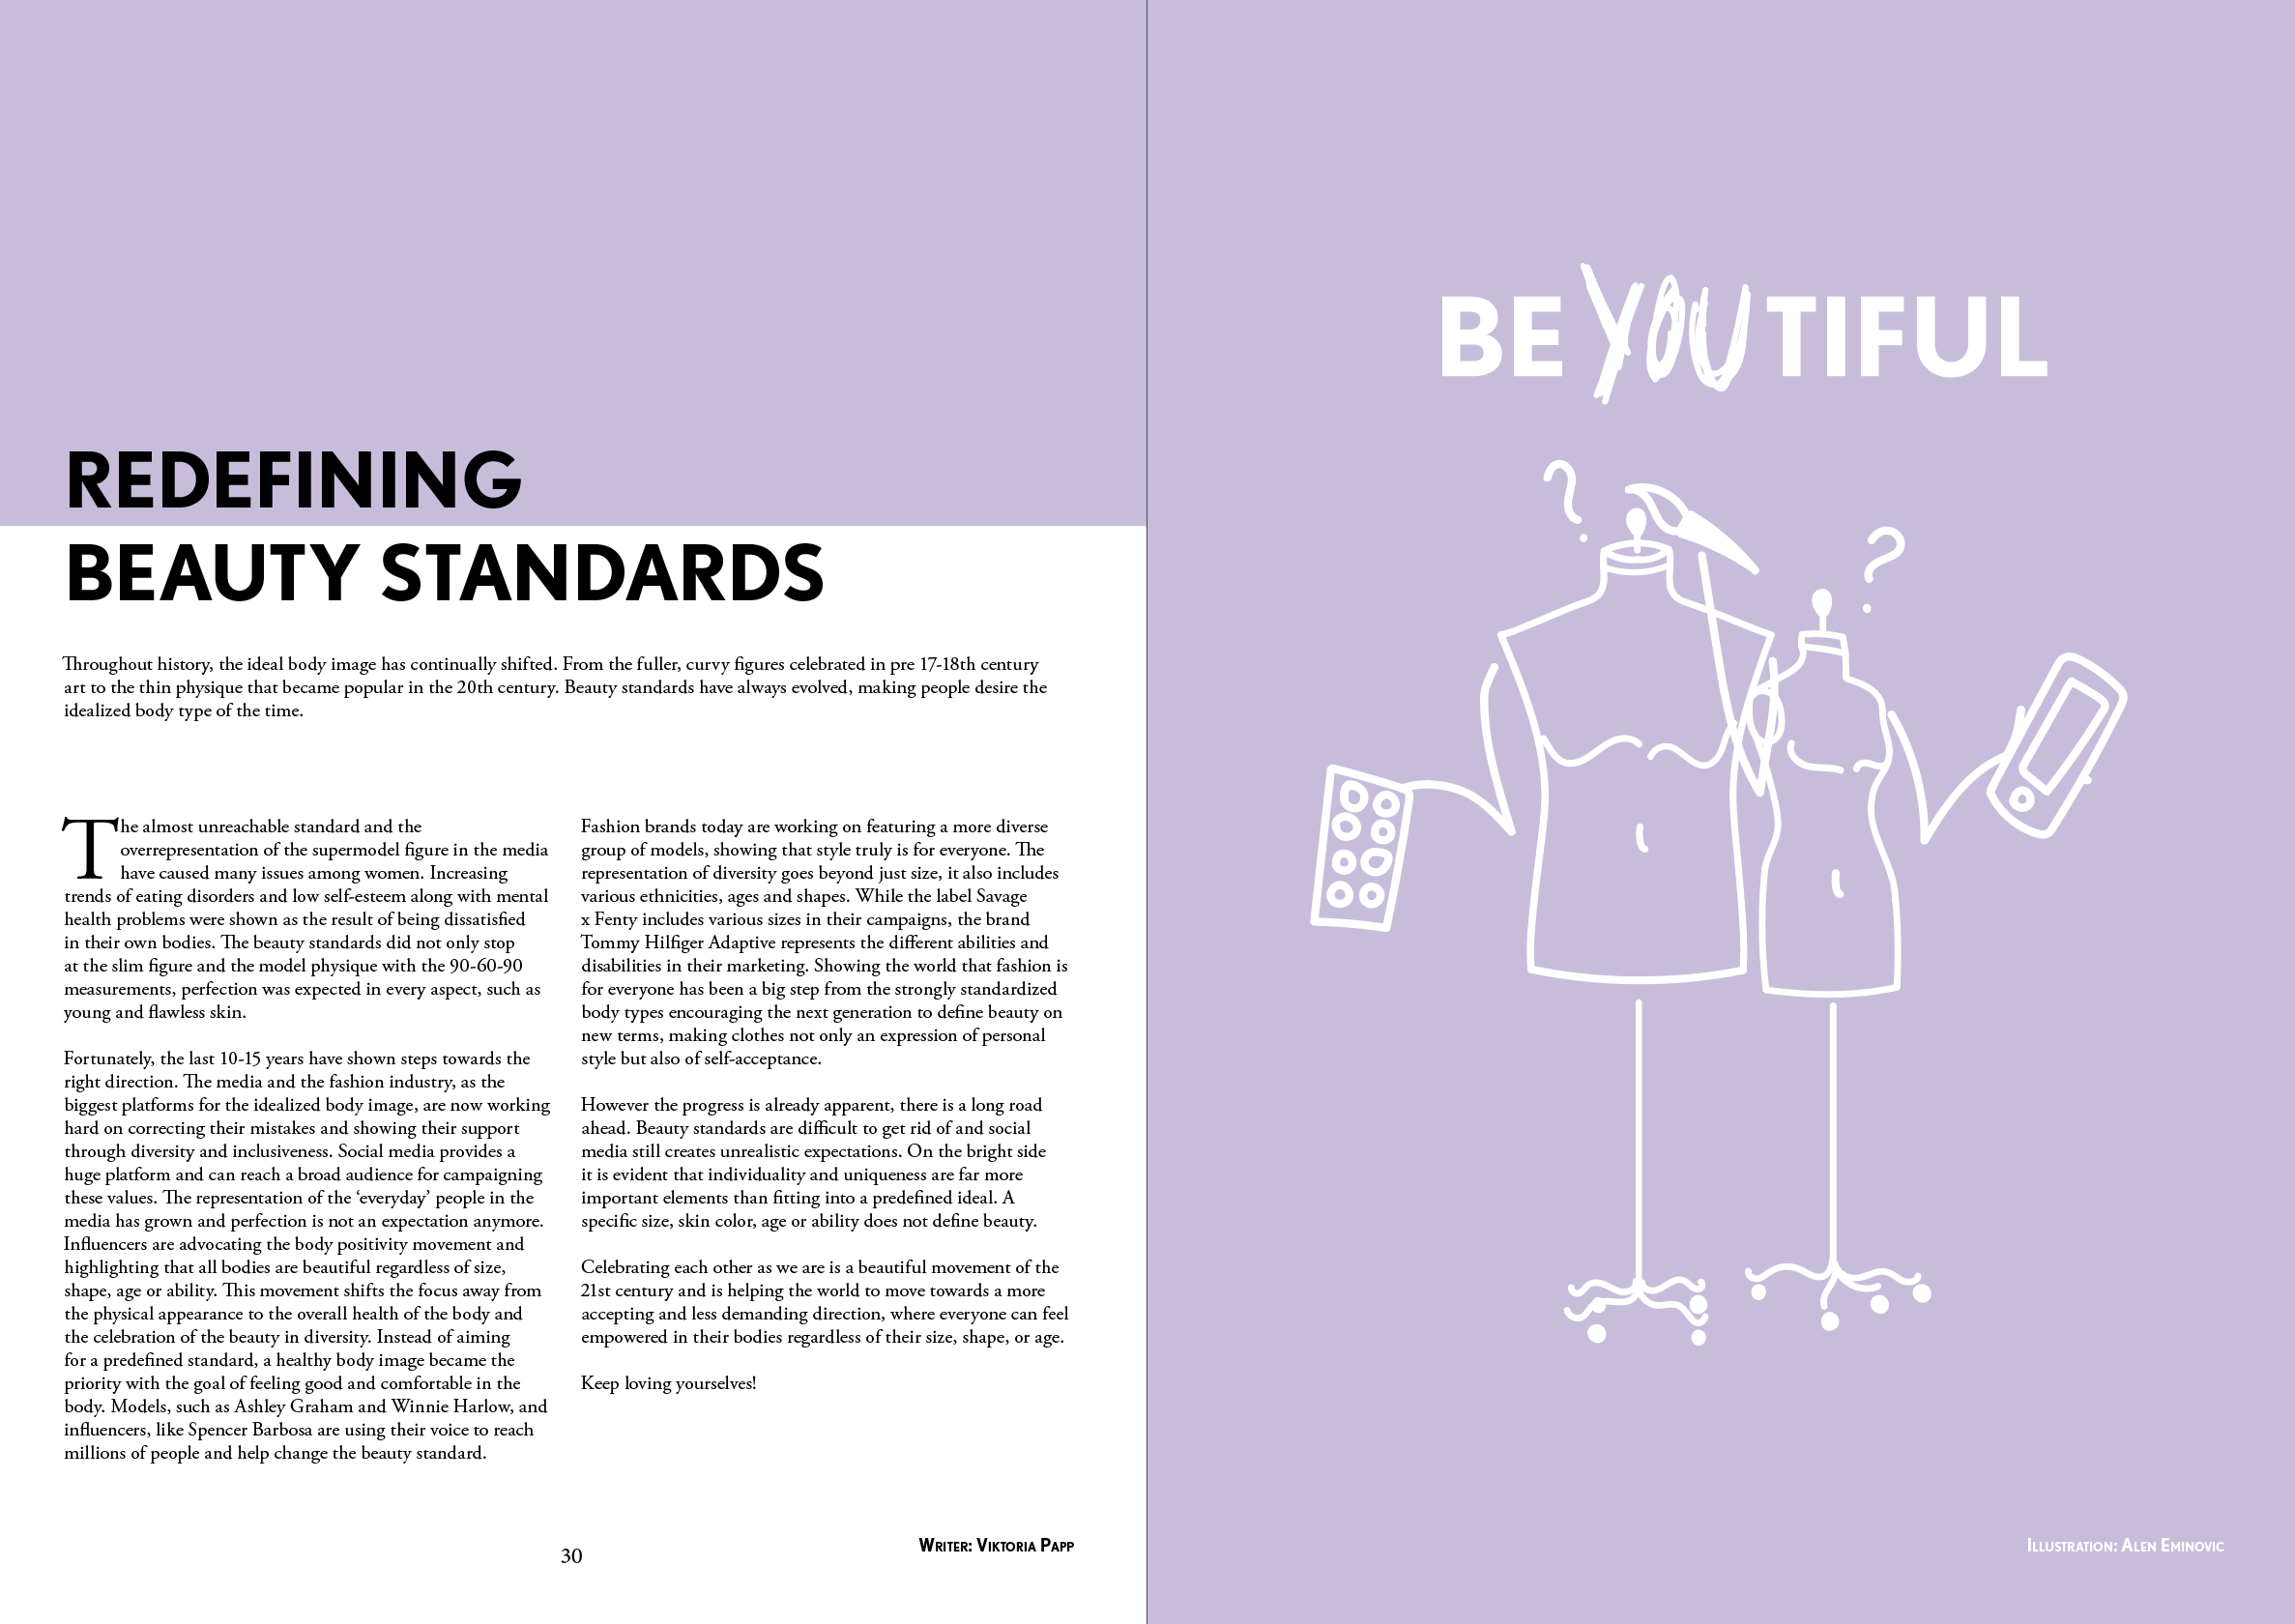 REDEFINING
BEAUTY STANDARDS
Throughout history, the ideal body image has continually shifted. From the fuller, curvy figures celebrated in pre 17-18th century
art to the thin physique that became popular in the 20th century. Beauty standards have always evolved, making people desire the
idealized body type of the time.
The almost unreachable standard and the
overrepresentation of the supermodel figure in the media
have caused many issues among women. Increasing
trends of eating disorders and low self-esteem along with mental
health problems were shown as the result of being dissatisfied
in their own bodies. The beauty standards did not only stop
at the slim figure and the model physique with the 90-60-90
measurements, perfection was expected in every aspect, such as
young and flawless skin.
Fortunately, the last 10-15 years have shown steps towards the
right direction. The media and the fashion industry, as the
biggest platforms for the idealized body image, are now working
hard on correcting their mistakes and showing their support
through diversity and inclusiveness. Social media provides a
huge platform and can reach a broad audience for campaigning
these values. The representation of the ‘everyday’ people in the
media has grown and perfection is not an expectation anymore.
Influencers are advocating the body positivity movement and
highlighting that all bodies are beautiful regardless of size,
shape, age or ability. This movement shifts the focus away from
the physical appearance to the overall health of the body and
the celebration of the beauty in diversity. Instead of aiming
for a predefined standard, a healthy body image became the
priority with the goal of feeling good and comfortable in the
body. Models, such as Ashley Graham and Winnie Harlow, and
influencers, like Spencer Barbosa are using their voice to reach
millions of people and help change the beauty standard.
Fashion brands today are working on featuring a more diverse
group of models, showing that style truly is for everyone. The
representation of diversity goes beyond just size, it also includes
various ethnicities, ages and shapes. While the label Savage
x Fenty includes various sizes in their campaigns, the brand
Tommy Hilfiger Adaptive represents the different abilities and
disabilities in their marketing. Showing the world that fashion is
for everyone has been a big step from the strongly standardized
body types encouraging the next generation to define beauty on
new terms, making clothes not only an expression of personal
style but also of self-acceptance.
However the progress is already apparent, there is a long road
ahead. Beauty standards are difficult to get rid of and social
media still creates unrealistic expectations. On the bright side
it is evident that individuality and uniqueness are far more
important elements than fitting into a predefined ideal. A
specific size, skin color, age or ability does not define beauty.
Celebrating each other as we are is a beautiful movement of the
21st century and is helping the world to move towards a more
accepting and less demanding direction, where everyone can feel
empowered in their bodies regardless of their size, shape, or age.
Keep loving yourselves!
30
Writer: Viktoria Papp
BE YOU TIFUL
?
?
Illustration: Alen Eminovic